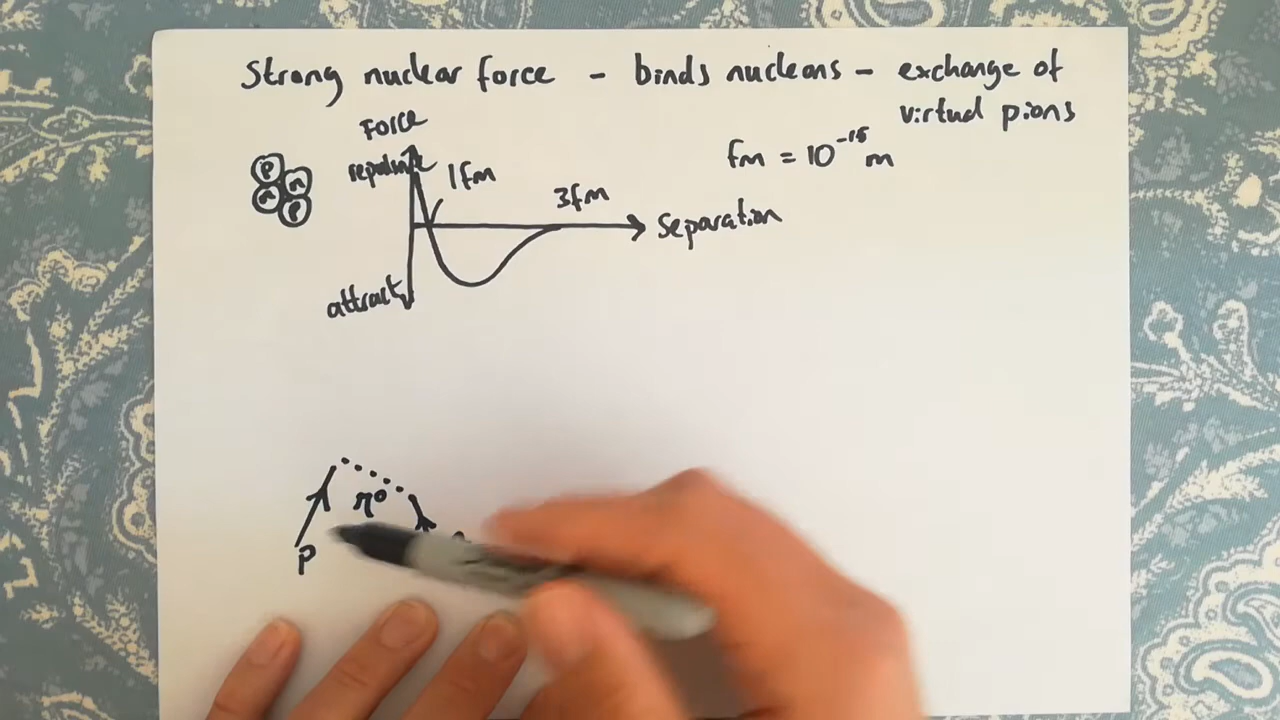 Strong nuclear force - binds nucleons - exchange of
virtual pions
Force
repulsive
1fm
3fm
fm = 10⁻¹⁵ m
Separation
attract
P
n
n
P
π⁰
P